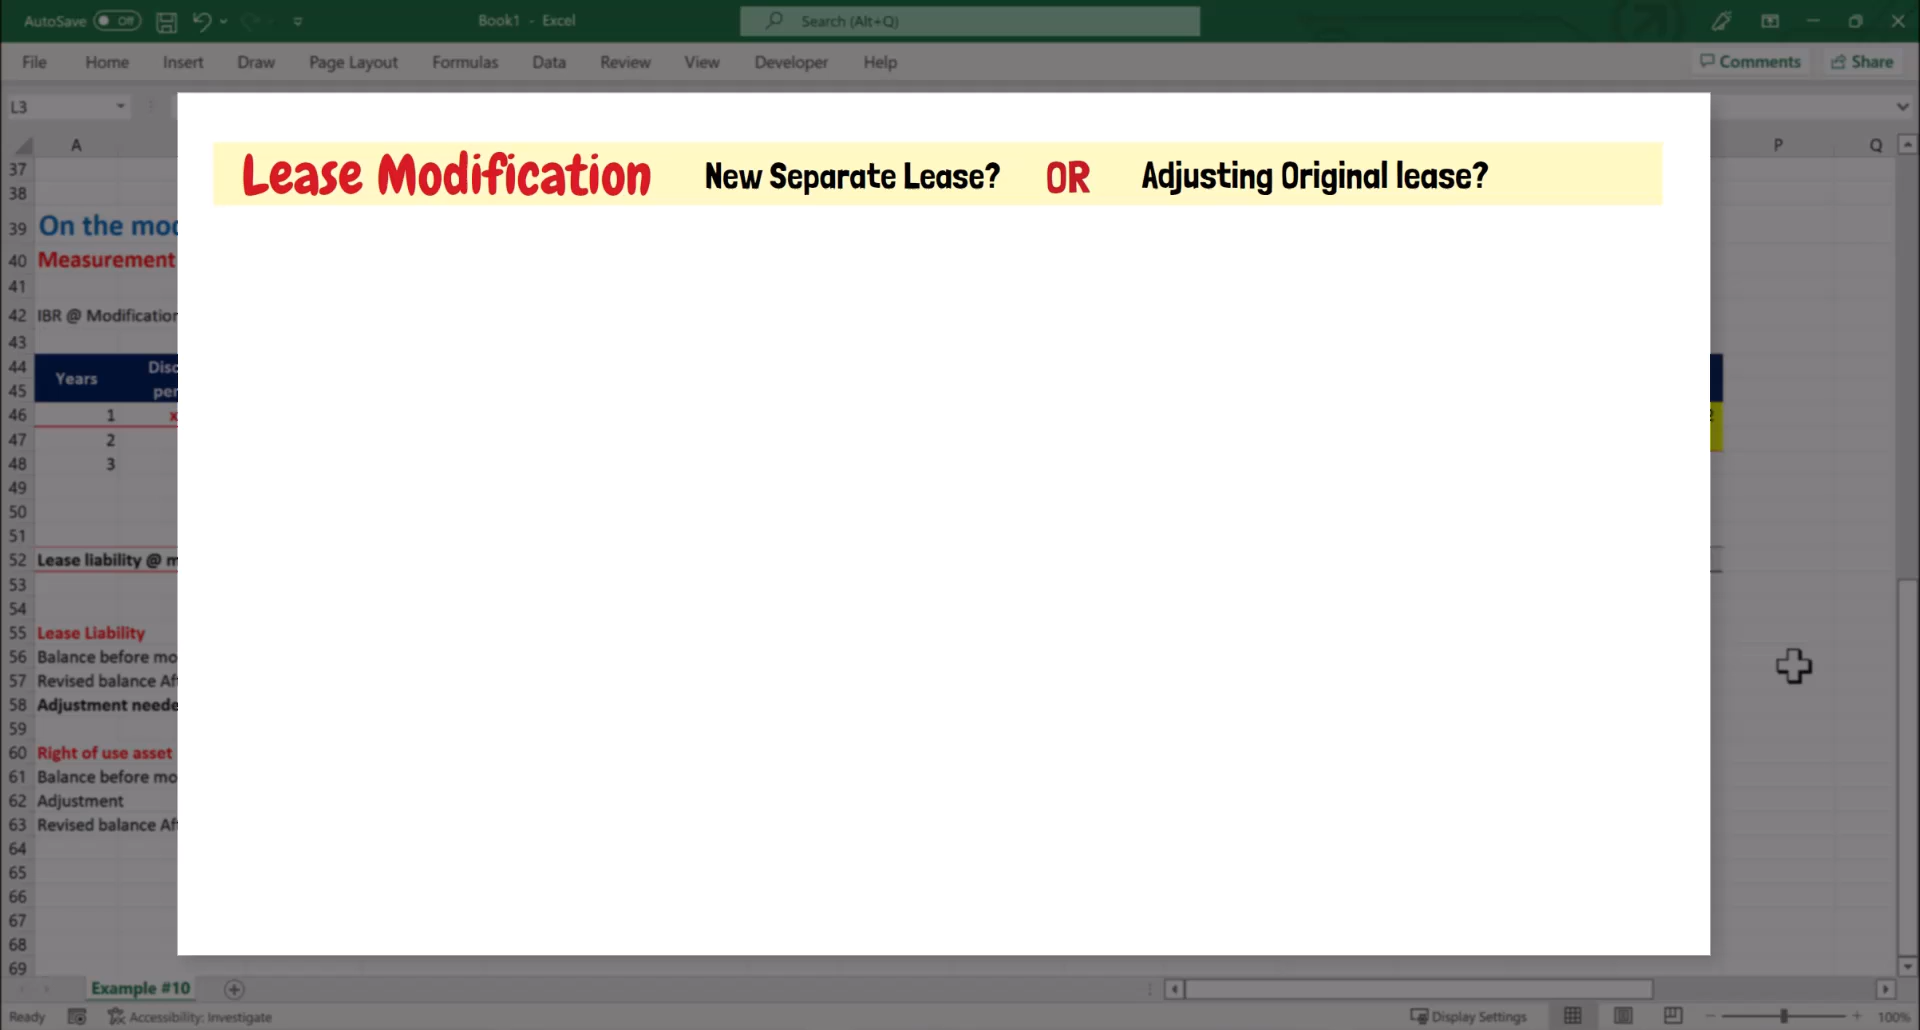 AutoSave Off Book1 - Excel Search (Alt+Q)
File Home Insert Draw Page Layout Formulas Data Review View Developer Help Comments Share
L3
A P Q
Lease Modification New Separate Lease? OR Adjusting Original lease?
37
38
39 On the mod
40 Measurement
41
42 IBR @ Modification
43
44 Disc
Years
45 per
46 1 x
47 2
48 3
49
50
51
52 Lease liability @ m
53
54
55 Lease Liability
56 Balance before mo
57 Revised balance Af
58 Adjustment neede
59
60 Right of use asset
61 Balance before mo
62 Adjustment
63 Revised balance Af
64
65
66
67
68
69
Example #10
Ready Accessibility: Investigate Display Settings 100%